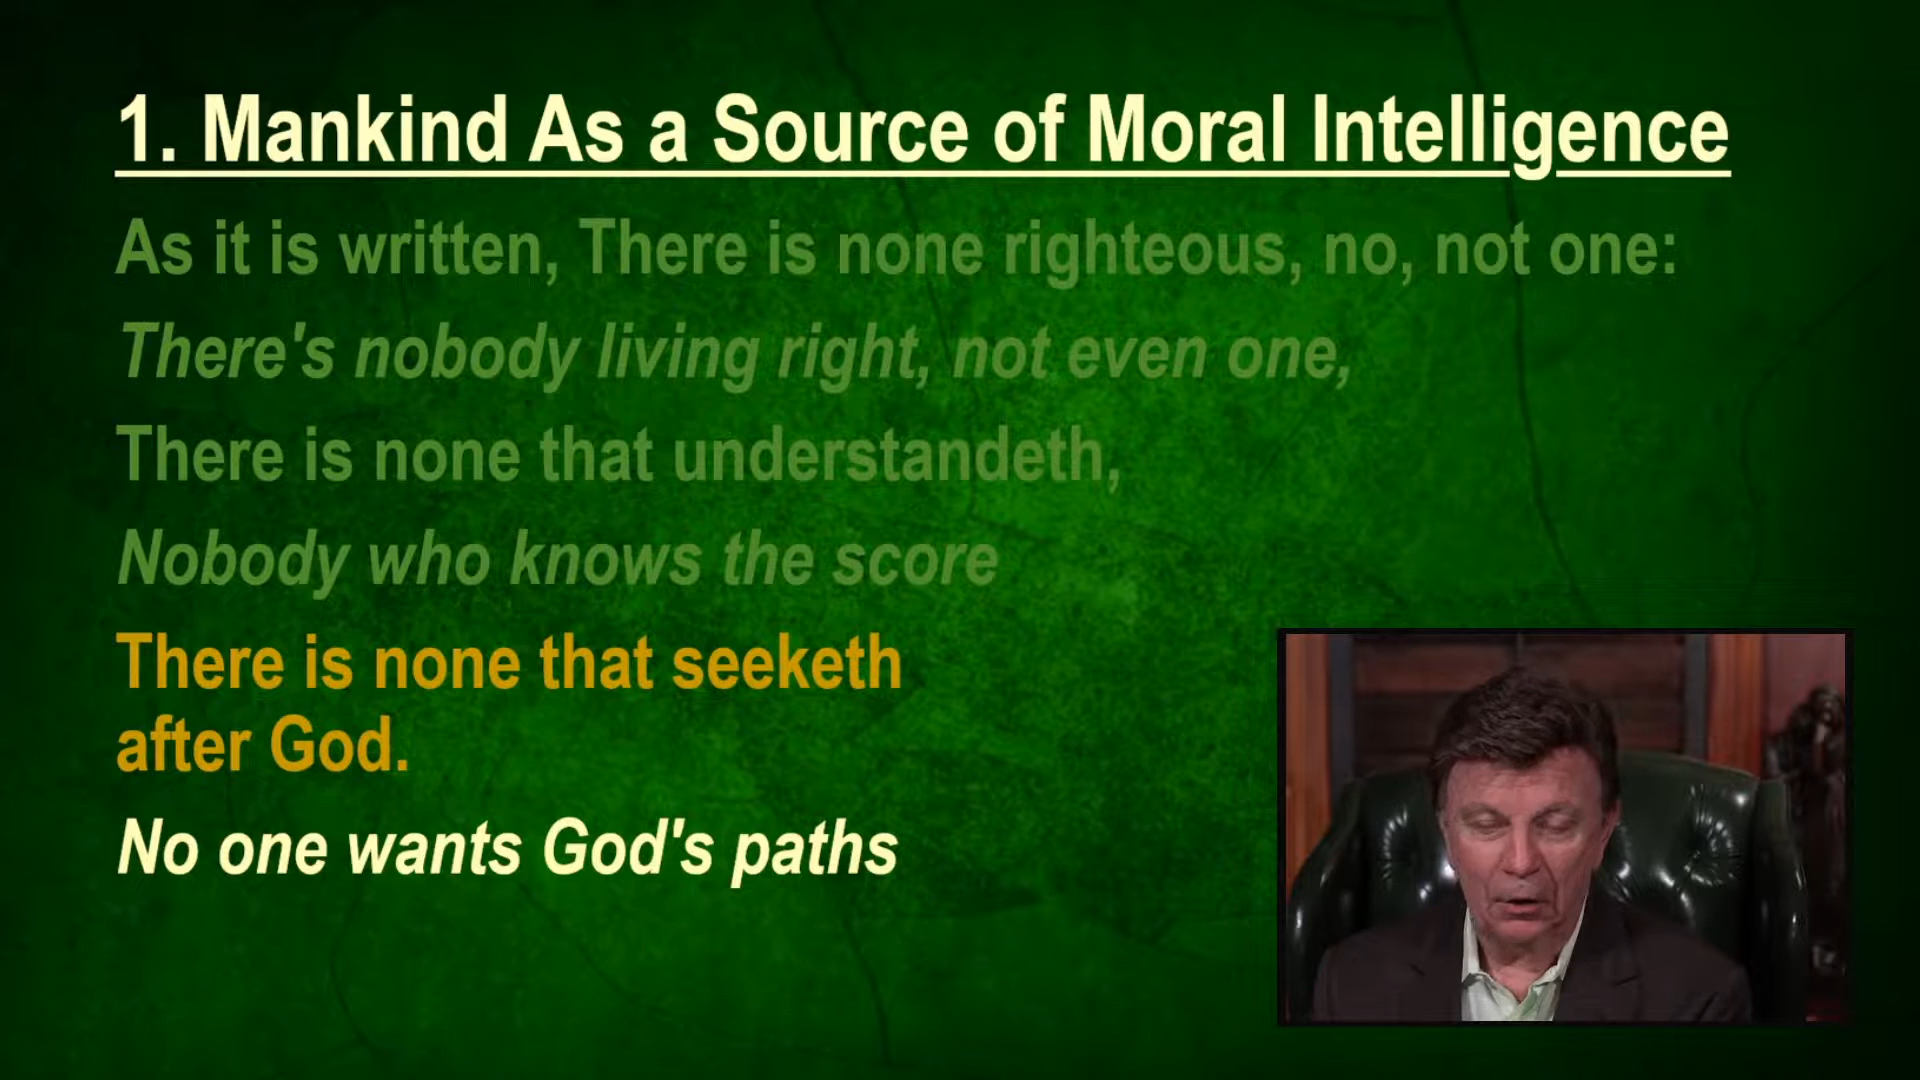 1. Mankind As a Source of Moral Intelligence
As it is written, There is none righteous, no, not one:
There's nobody living right, not even one,
There is none that understandeth,
Nobody who knows the score
There is none that seeketh
after God.
No one wants God's paths